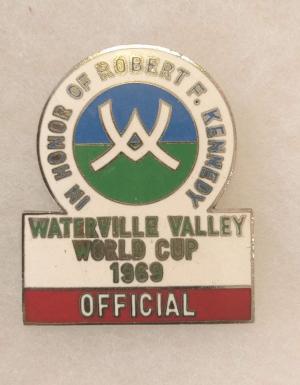 IN HONOR OF ROBERT F. KENNEDY
W
WATERVILLE VALLEY
WORLD CUP
1969
OFFICIAL